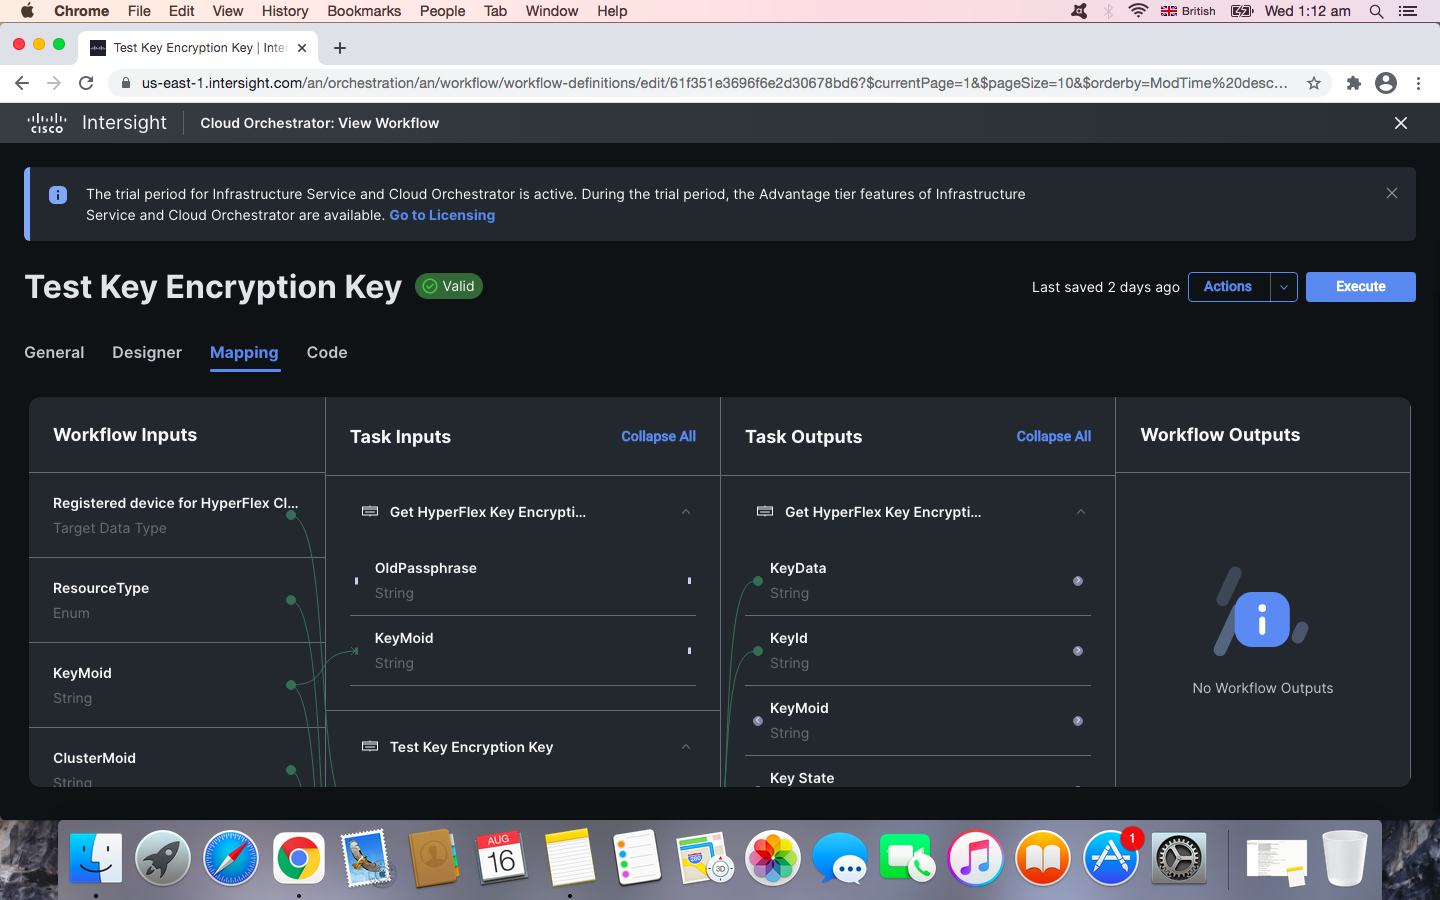 Chrome File Edit View History Bookmarks People Tab Window Help British Wed 1:12 am
Test Key Encryption Key | Inter
us-east-1.intersight.com/an/orchestration/an/workflow/workflow-definitions/edit/61f351e3696f6e2d30678bd6?$currentPage=1&$pageSize=10&$orderby=ModTime%20desc...
CISCO Intersight Cloud Orchestrator: View Workflow
The trial period for Infrastructure Service and Cloud Orchestrator is active. During the trial period, the Advantage tier features of Infrastructure
Service and Cloud Orchestrator are available. Go to Licensing
Test Key Encryption Key Valid Last saved 2 days ago Actions Execute
General Designer Mapping Code
Workflow Inputs
Registered device for HyperFlex Cl...
Target Data Type
ResourceType
Enum
KeyMoid
String
ClusterMoid
String
Task Inputs Collapse All
Get HyperFlex Key Encrypti...
OldPassphrase
String
KeyMoid
String
Test Key Encryption Key
Task Outputs Collapse All
Get HyperFlex Key Encrypti...
KeyData
String
KeyId
String
KeyMoid
String
Key State
Workflow Outputs
No Workflow Outputs
AUG
16
280
3D
1